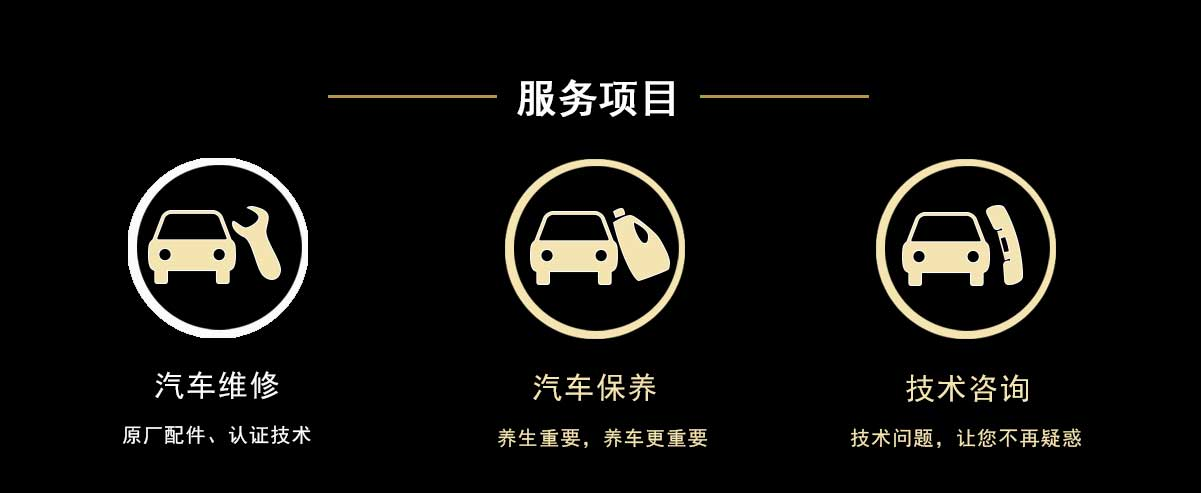 服务项目
汽车维修
原厂配件、认证技术
汽车保养
养生重要，养车更重要
技术咨询
技术问题，让您不再疑惑